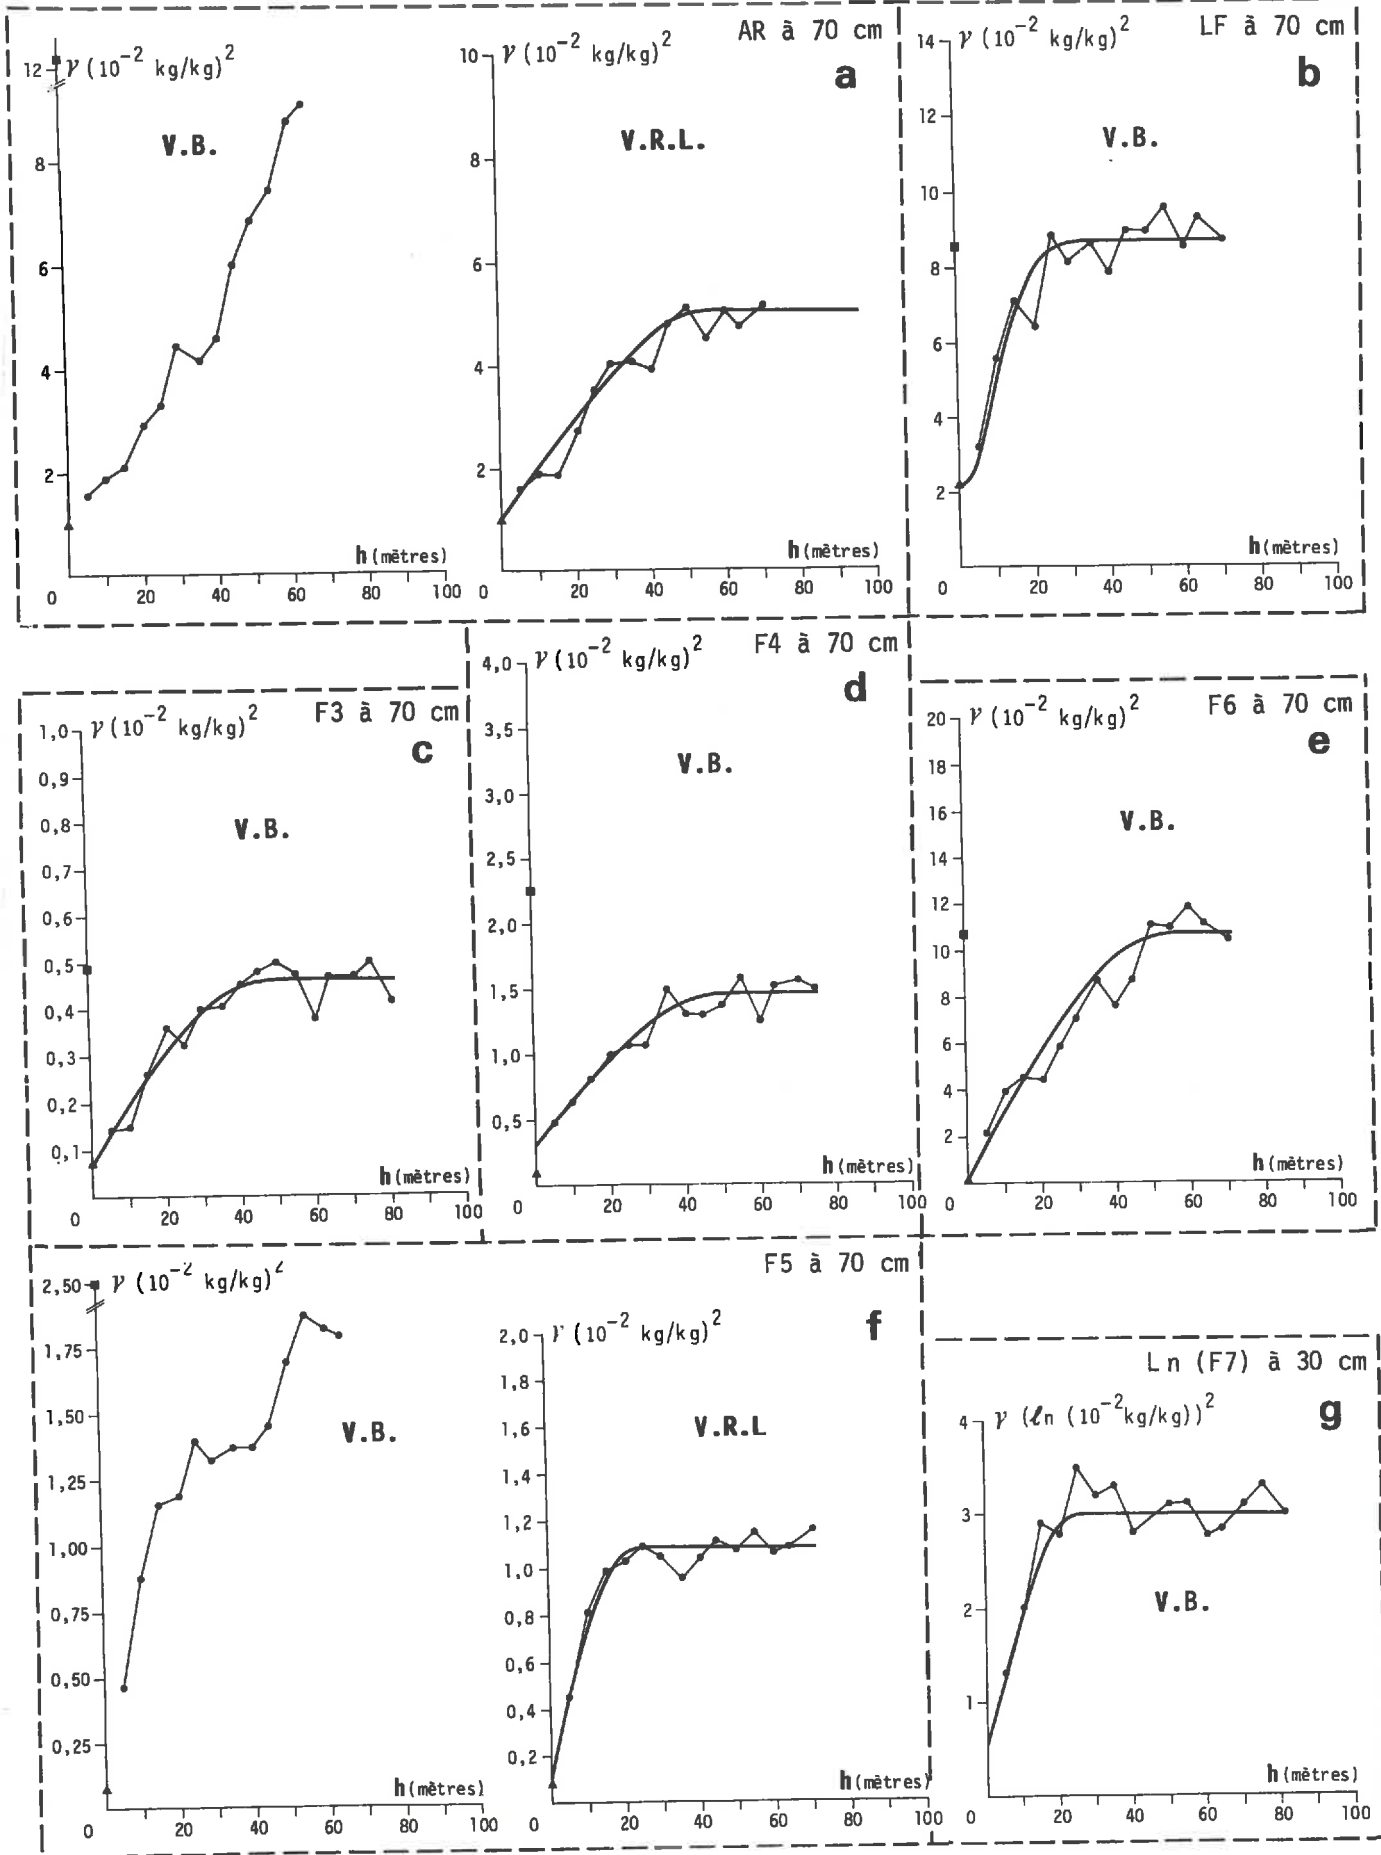 AR à 70 cm
a
γ (10-2 kg/kg)2
V.B.
12
8
6
4
2
h (mètres)
0 20 40 60 80 100
γ (10-2 kg/kg)2
V.R.L.
10
8
6
4
2
h (mètres)
0 20 40 60 80 100
LF à 70 cm
b
γ (10-2 kg/kg)2
V.B.
14
12
10
8
6
4
2
h (mètres)
0 20 40 60 80 100
F3 à 70 cm
c
γ (10-2 kg/kg)2
V.B.
1,0
0,9
0,8
0,7
0,6
0,5
0,4
0,3
0,2
0,1
h (mètres)
0 20 40 60 80 100
F4 à 70 cm
d
γ (10-2 kg/kg)2
V.B.
4,0
3,5
3,0
2,5
2,0
1,5
1,0
0,5
h (mètres)
0 20 40 60 80 100
F6 à 70 cm
e
γ (10-2 kg/kg)2
V.B.
20
18
16
14
12
10
8
6
4
2
h (mètres)
0 20 40 60 80 100
F5 à 70 cm
f
γ (10-2 kg/kg)2
V.B.
2,50
1,75
1,50
1,25
1,00
0,75
0,50
0,25
h (mètres)
0 20 40 60 80 100
γ (10-2 kg/kg)2
V.R.L
2,0
1,8
1,6
1,4
1,2
1,0
0,8
0,6
0,4
0,2
h (mètres)
0 20 40 60 80 100
Ln (F7) à 30 cm
g
γ (ℓn (10-2kg/kg))2
V.B.
4
3
2
1
h (mètres)
0 20 40 60 80 100